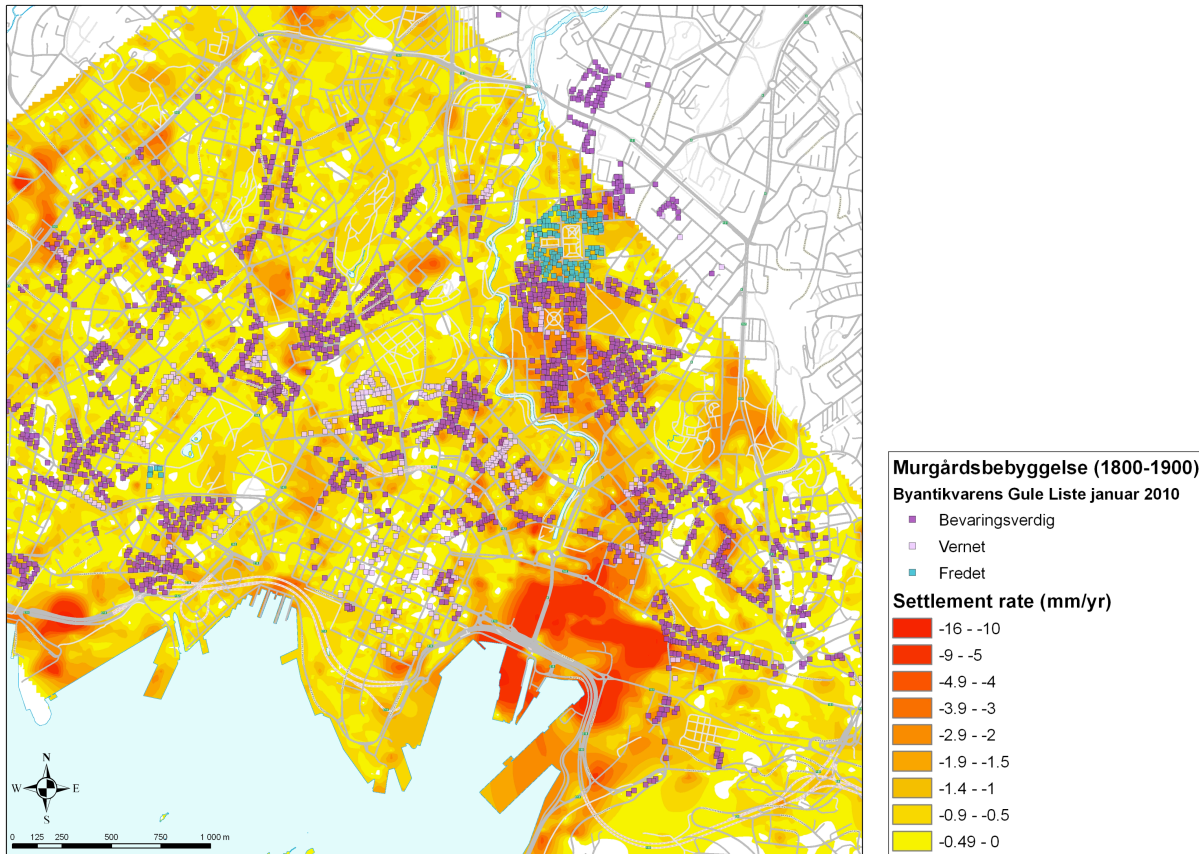 N
W
E
S
0 125 250 500 750 1 000 m
Murgårdsbebyggelse (1800-1900)
Byantikvarens Gule Liste januar 2010
Bevaringsverdig
Vernet
Fredet
Settlement rate (mm/yr)
-16 - -10
-9 - -5
-4.9 - -4
-3.9 - -3
-2.9 - -2
-1.9 - -1.5
-1.4 - -1
-0.9 - -0.5
-0.49 - 0